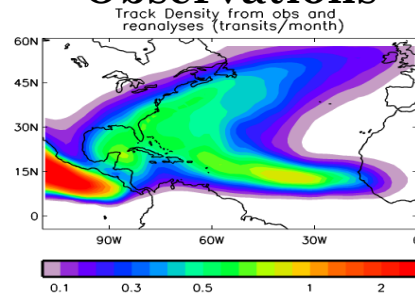 Observations
Track Density from obs and
reanalyses (transits/month)
60N
45N
30N
15N
0
90W
60W
30W
0
0.1
0.3
0.5
1
2